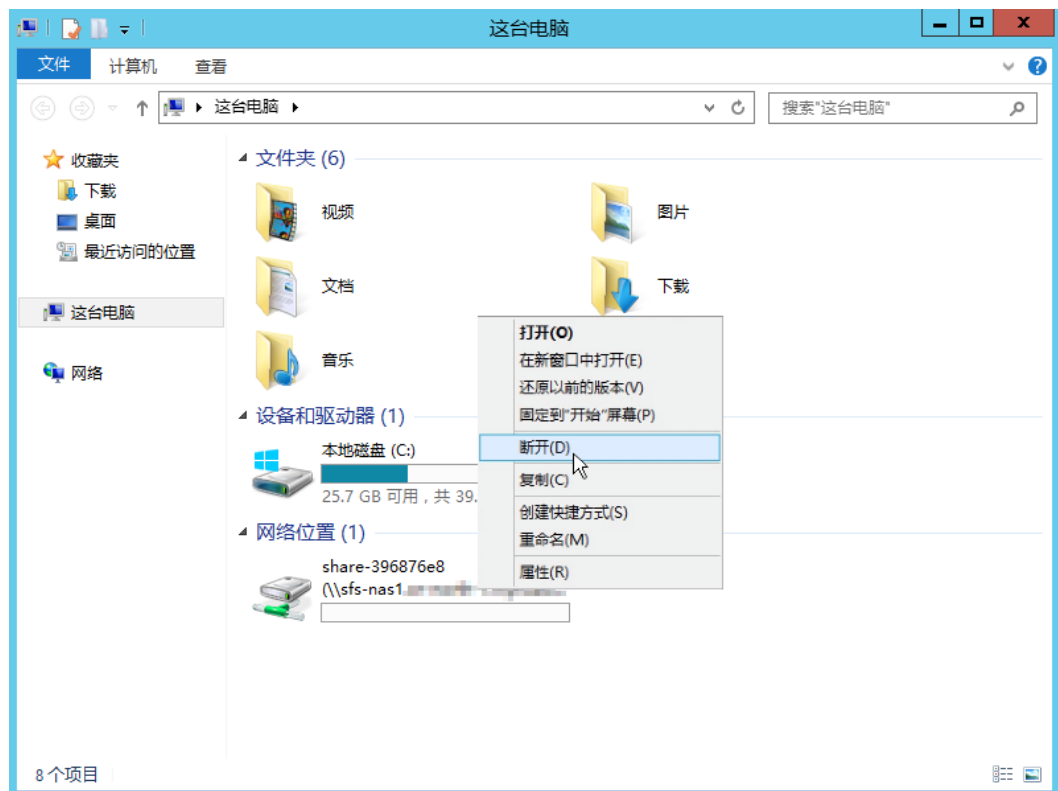 这台电脑
文件 计算机 查看
这台电脑
搜索"这台电脑"
收藏夹
下载
桌面
最近访问的位置
这台电脑
网络
文件夹 (6)
视频 图片
文档 下载
音乐
打开(O)
在新窗口中打开(E)
还原以前的版本(V)
固定到"开始"屏幕(P)
断开(D)
复制(C)
创建快捷方式(S)
重命名(M)
属性(R)
设备和驱动器 (1)
本地磁盘 (C:)
25.7 GB 可用，共 39.
网络位置 (1)
share-396876e8
(\\sfs-nas1.
8 个项目